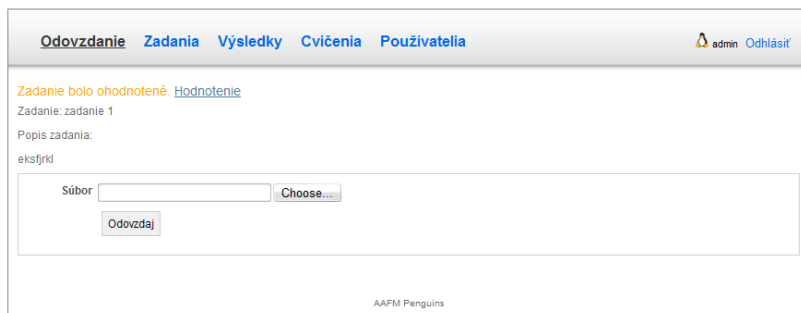 Odovzdanie Zadania Výsledky Cvičenia Používatelia admin Odhlásiť
Zadanie bolo ohodnotené. Hodnotenie
Zadanie: zadanie 1
Popis zadania:
eksfjrkl
Súbor Choose...
Odovzdaj
AAFM Penguins